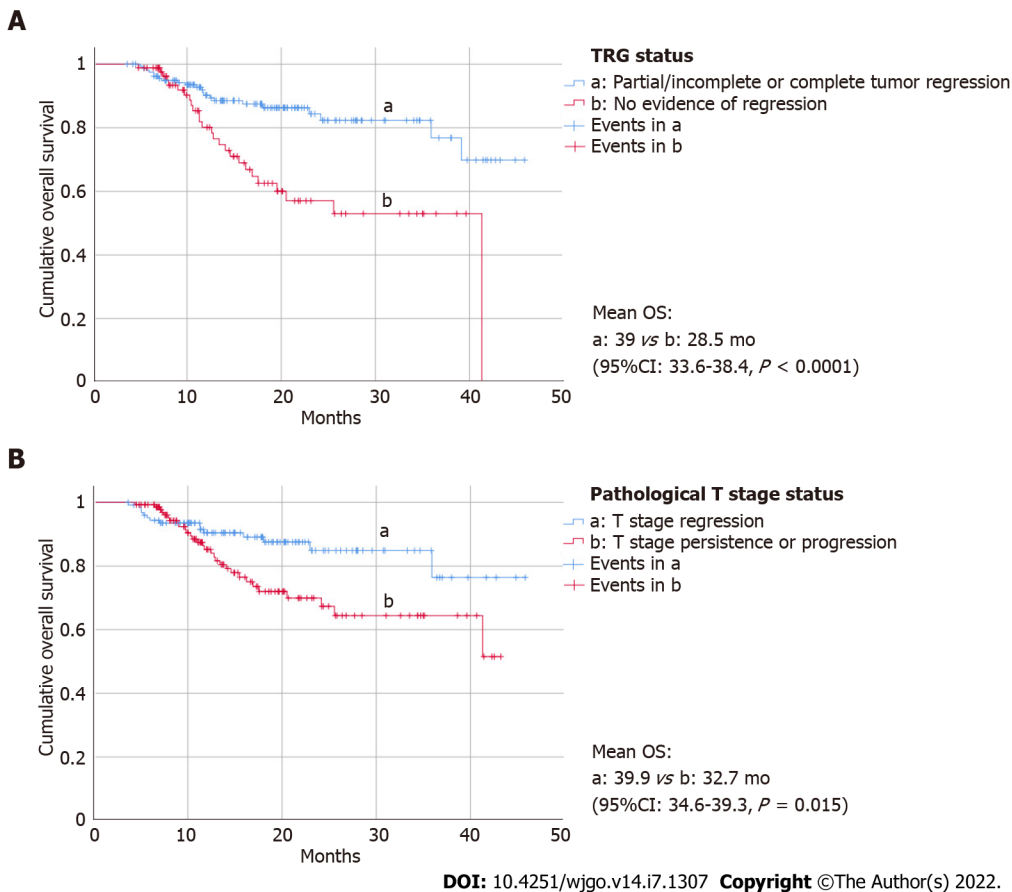 A
TRG status
a: Partial/incomplete or complete tumor regression
b: No evidence of regression
Events in a
Events in b
Cumulative overall survival
1
0.8
0.6
0.4
0.2
0
a
b
0 10 20 30 40 50
Months
Mean OS:
a: 39 vs b: 28.5 mo
(95%CI: 33.6-38.4, P < 0.0001)
B
Pathological T stage status
a: T stage regression
b: T stage persistence or progression
Events in a
Events in b
Cumulative overall survival
1
0.8
0.6
0.4
0.2
0
a
b
0 10 20 30 40 50
Months
Mean OS:
a: 39.9 vs b: 32.7 mo
(95%CI: 34.6-39.3, P = 0.015)
DOI: 10.4251/wjgo.v14.i7.1307 Copyright ©The Author(s) 2022.